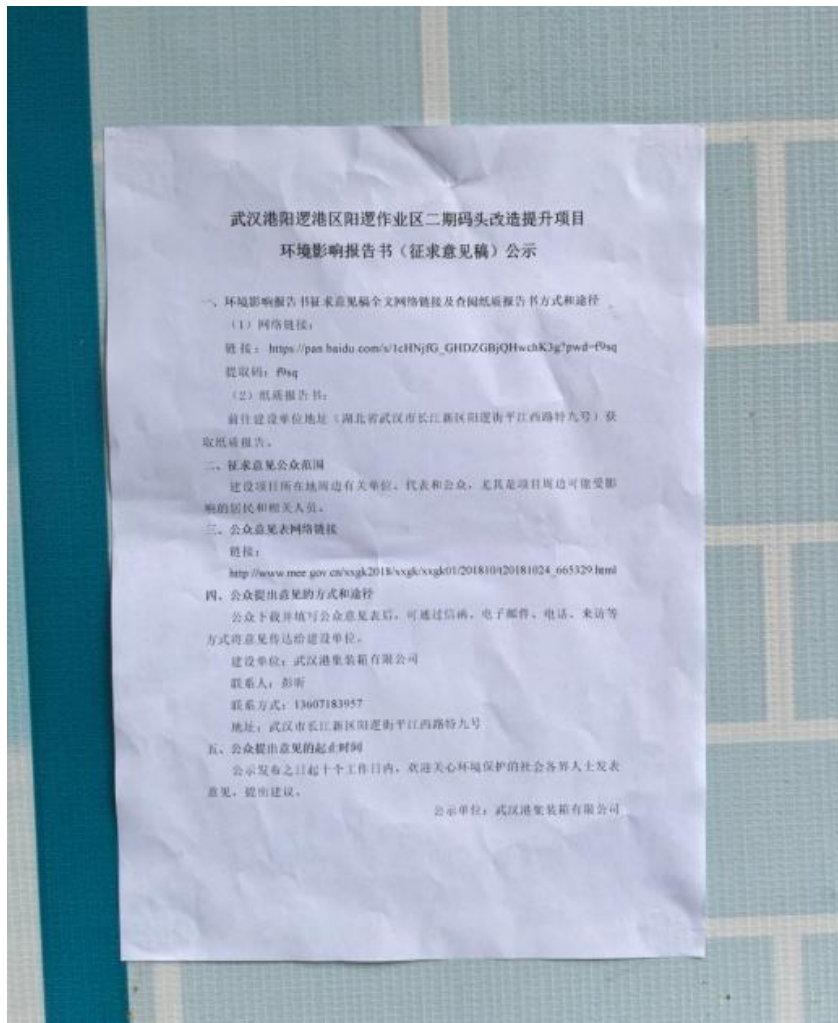 武汉港阳逻港区阳逻作业区二期码头改造提升项目
环境影响报告书（征求意见稿）公示
一、环境影响报告书征求意见稿全文网络链接及查阅纸质报告书方式和途径
（1）网络链接：
链接：https://pan.baidu.com/s/1cHNjfG_GHDZGBjQHwchK3g?pwd=f9sq
提取码：f9sq
（2）纸质报告书：
前往建设单位地址（湖北省武汉市长江新区阳逻街平江西路特九号）获
取纸质报告。
二、征求意见公众范围
建设项目所在地周边有关单位、代表和公众，尤其是项目周边可能受影
响的居民和相关人员。
三、公众意见表网络链接
链接：
http://www.mee.gov.cn/xxgk2018/xxgk/xxgk01/201810/t20181024_665329.html
四、公众提出意见的方式和途径
公众下载并填写公众意见表后，可通过信函、电子邮件、电话、来访等
方式将意见传达给建设单位。
建设单位：武汉港集装箱有限公司
联系人：彭昕
联系方式：13607183957
地址：武汉市长江新区阳逻街平江西路特九号
五、公众提出意见的起止时间
公示发布之日起十个工作日内，欢迎关心环境保护的社会各界人士发表
意见、提出建议。
公示单位：武汉港集装箱有限公司